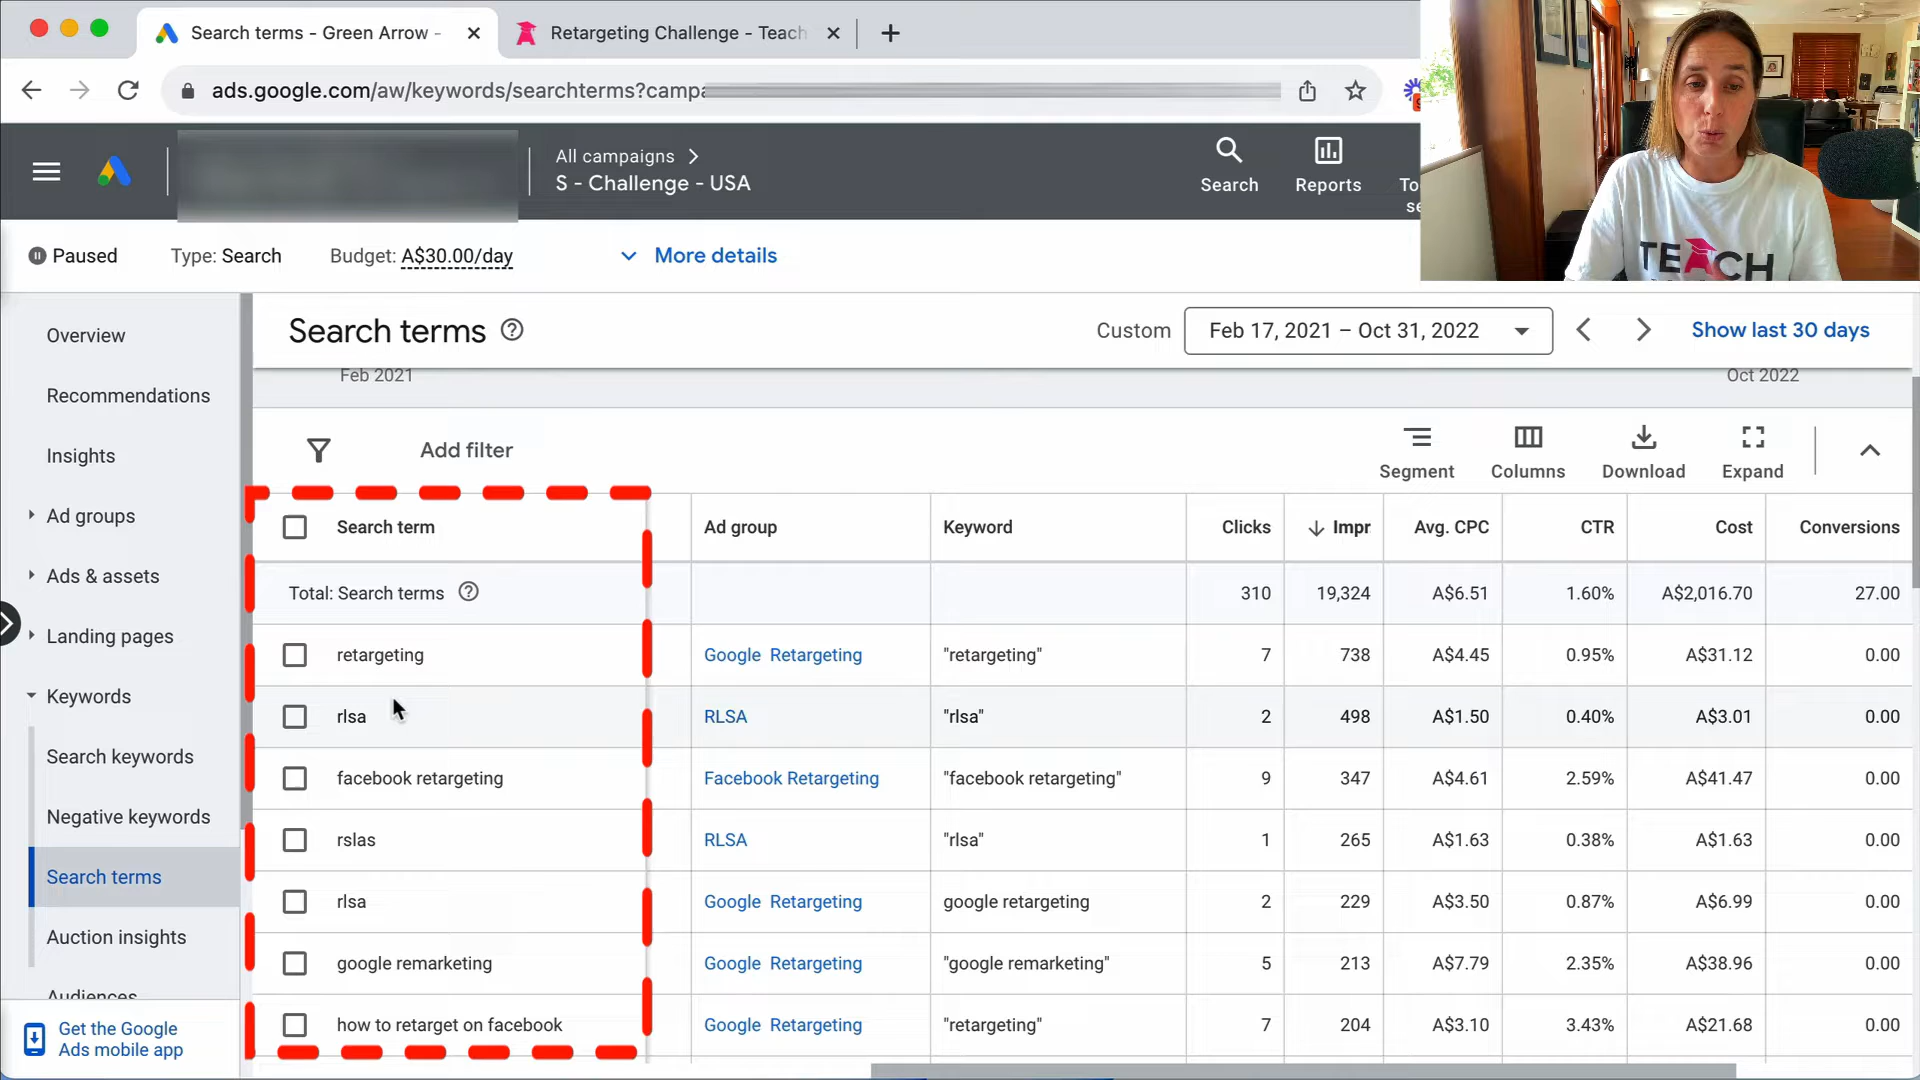 Search terms - Green Arrow -
Retargeting Challenge - Teach
ads.google.com/aw/keywords/searchterms?campa
All campaigns
S - Challenge - USA
Search
Reports
To
se
TEACH
Paused
Type: Search
Budget: A$30.00/day
More details
Overview
Recommendations
Insights
Ad groups
Ads & assets
Landing pages
Keywords
Search keywords
Negative keywords
Search terms
Auction insights
Audiences
Get the Google
Ads mobile app
Search terms
Custom
Feb 17, 2021 – Oct 31, 2022
Show last 30 days
Feb 2021
Oct 2022
Add filter
Segment
Columns
Download
Expand
Search term Ad group Keyword Clicks Impr Avg. CPC CTR Cost Conversions
Total: Search terms 310 19,324 A$6.51 1.60% A$2,016.70 27.00
retargeting Google Retargeting "retargeting" 7 738 A$4.45 0.95% A$31.12 0.00
rlsa RLSA "rlsa" 2 498 A$1.50 0.40% A$3.01 0.00
facebook retargeting Facebook Retargeting "facebook retargeting" 9 347 A$4.61 2.59% A$41.47 0.00
rslas RLSA "rlsa" 1 265 A$1.63 0.38% A$1.63 0.00
rlsa Google Retargeting google retargeting 2 229 A$3.50 0.87% A$6.99 0.00
google remarketing Google Retargeting "google remarketing" 5 213 A$7.79 2.35% A$38.96 0.00
how to retarget on facebook Google Retargeting "retargeting" 7 204 A$3.10 3.43% A$21.68 0.00